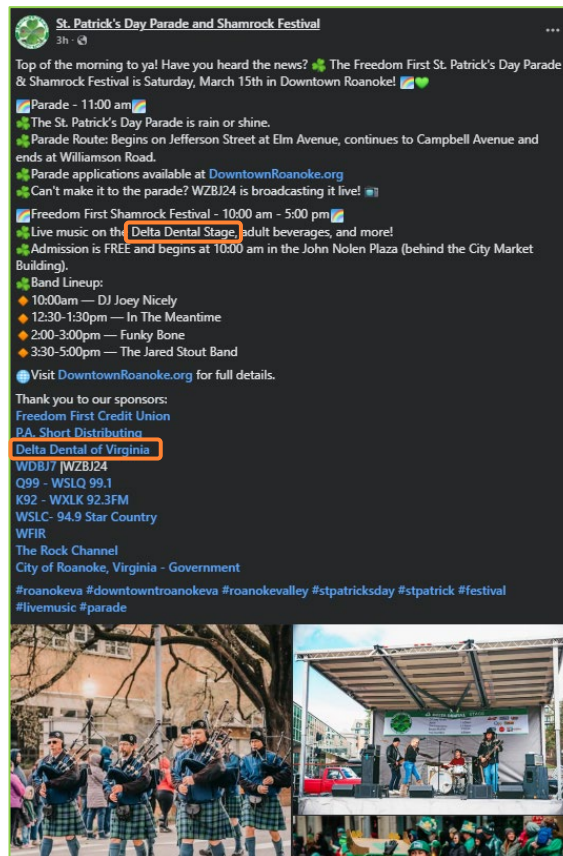 St. Patrick's Day Parade and Shamrock Festival
3h ·
Top of the morning to ya! Have you heard the news? ☘️ The Freedom First St. Patrick's Day Parade
& Shamrock Festival is Saturday, March 15th in Downtown Roanoke! 🌈💚
🌈Parade - 11:00 am🌈
☘️The St. Patrick's Day Parade is rain or shine.
☘️Parade Route: Begins on Jefferson Street at Elm Avenue, continues to Campbell Avenue and
ends at Williamson Road.
☘️Parade applications available at DowntownRoanoke.org
☘️Can't make it to the parade? WZBJ24 is broadcasting it live! 📺
🌈Freedom First Shamrock Festival - 10:00 am - 5:00 pm🌈
☘️Live music on the Delta Dental Stage, adult beverages, and more!
☘️Admission is FREE and begins at 10:00 am in the John Nolen Plaza (behind the City Market
Building).
☘️Band Lineup:
🔸10:00am — DJ Joey Nicely
🔸12:30-1:30pm — In The Meantime
🔸2:00-3:00pm — Funky Bone
🔸3:30-5:00pm — The Jared Stout Band
🌐Visit DowntownRoanoke.org for full details.
Thank you to our sponsors:
Freedom First Credit Union
P.A. Short Distributing
Delta Dental of Virginia
WDBJ7 |WZBJ24
Q99 - WSLQ 99.1
K92 - WXLK 92.3FM
WSLC- 94.9 Star Country
WFIR
The Rock Channel
City of Roanoke, Virginia - Government
#roanokeva #downtowntroanokeva #roanokevalley #stpatricksday #stpatrick #festival
#livemusic #parade